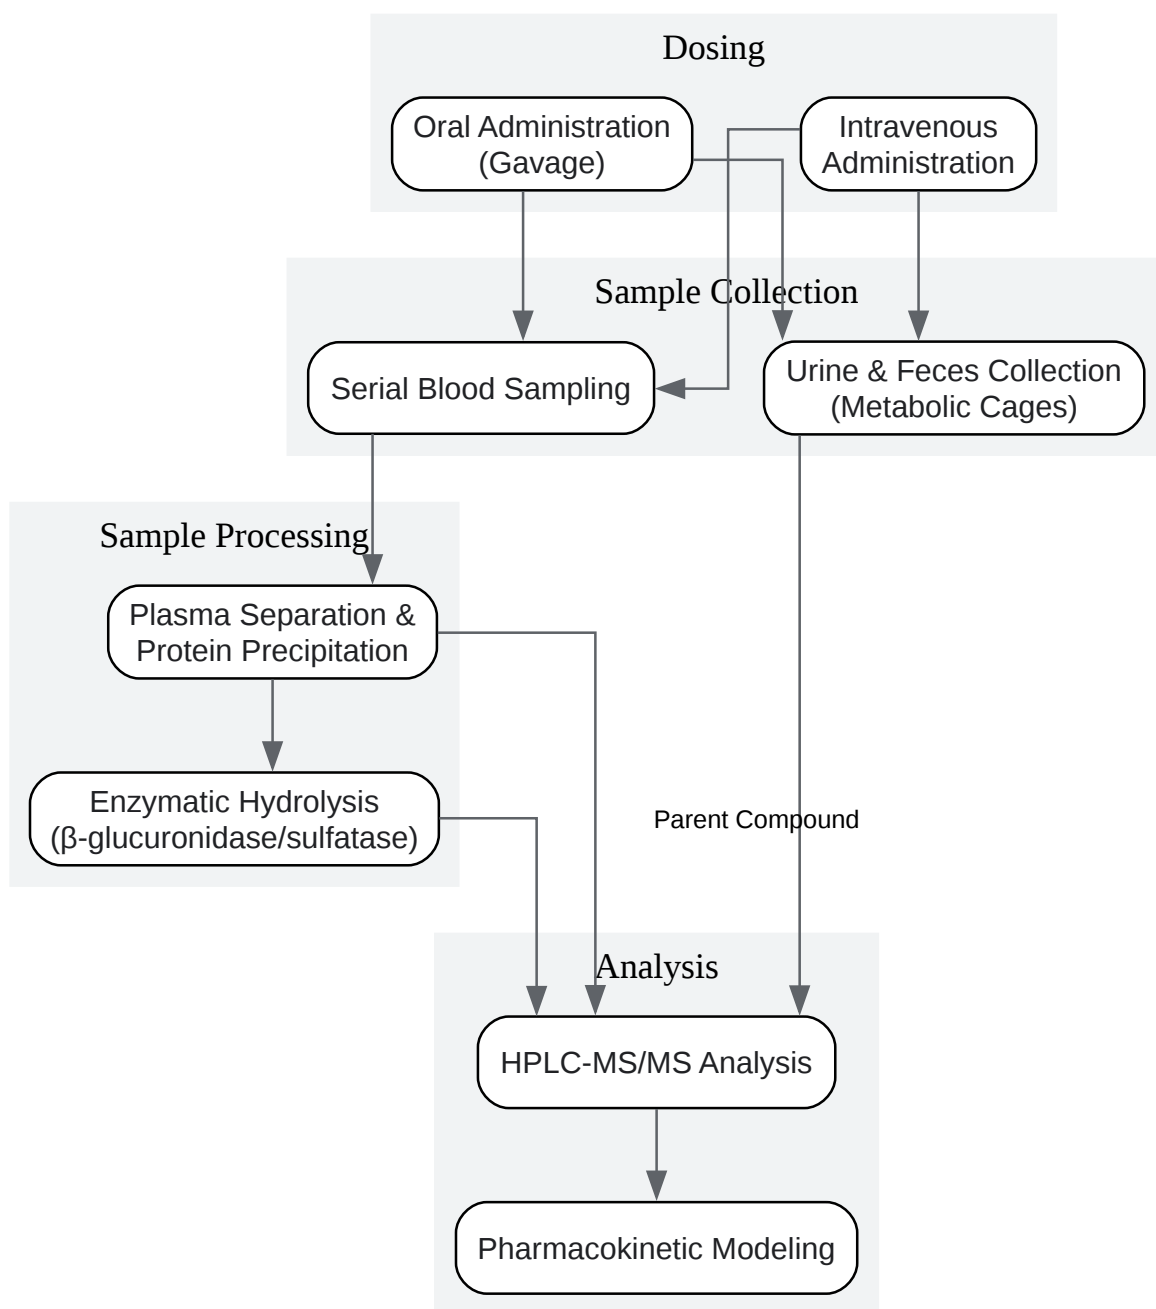 Dosing
Oral Administration
(Gavage)
Intravenous
Administration
Sample Collection
Serial Blood Sampling
Urine & Feces Collection
(Metabolic Cages)
Sample Processing
Plasma Separation &
Protein Precipitation
Enzymatic Hydrolysis
(β-glucuronidase/sulfatase)
Parent Compound
Analysis
HPLC-MS/MS Analysis
Pharmacokinetic Modeling